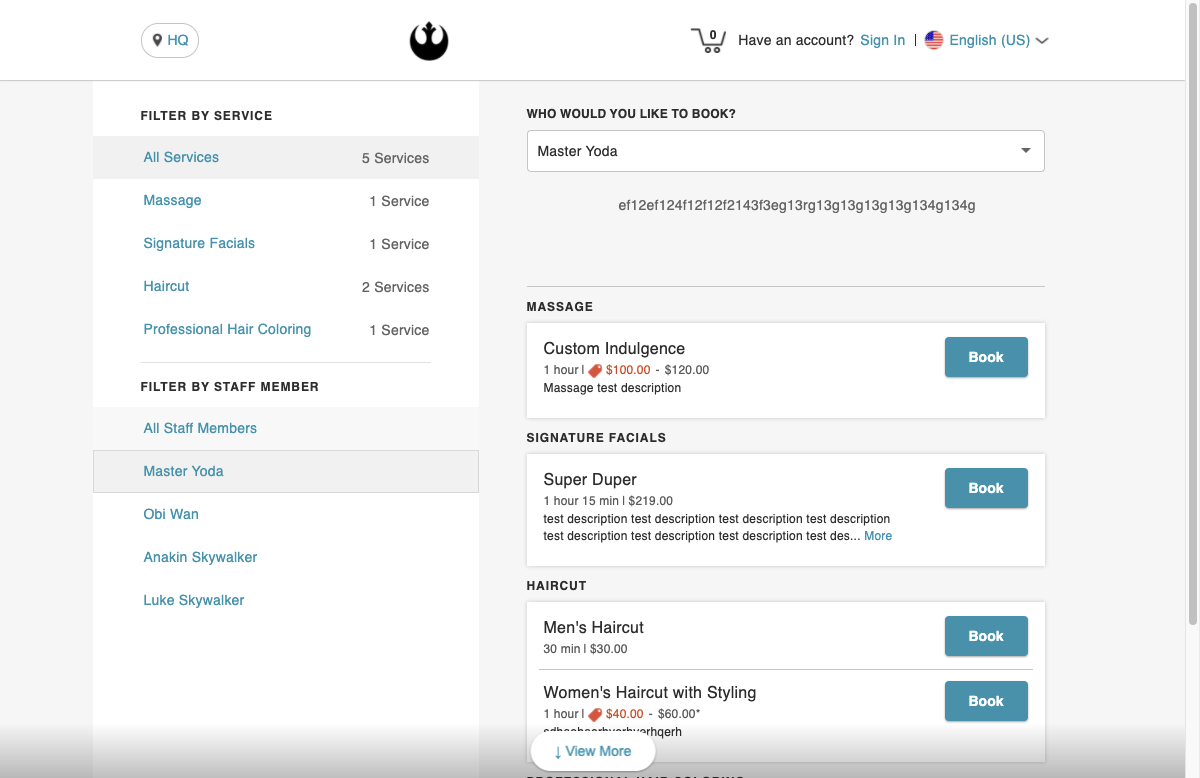 HQ
0
Have an account? Sign In | English (US)
FILTER BY SERVICE
All Services 5 Services
Massage 1 Service
Signature Facials 1 Service
Haircut 2 Services
Professional Hair Coloring 1 Service
FILTER BY STAFF MEMBER
All Staff Members
Master Yoda
Obi Wan
Anakin Skywalker
Luke Skywalker
WHO WOULD YOU LIKE TO BOOK?
Master Yoda
ef12ef124f12f12f2143f3eg13rg13g13g13g13g134g134g
MASSAGE
Custom Indulgence
Book
1 hour | $100.00 - $120.00
Massage test description
SIGNATURE FACIALS
Super Duper
Book
1 hour 15 min | $219.00
test description test description test description test description
test description test description test description test des... More
HAIRCUT
Men's Haircut
Book
30 min | $30.00
Women's Haircut with Styling
Book
1 hour | $40.00 - $60.00*
↓ View More
PROFESSIONAL HAIR COLORING